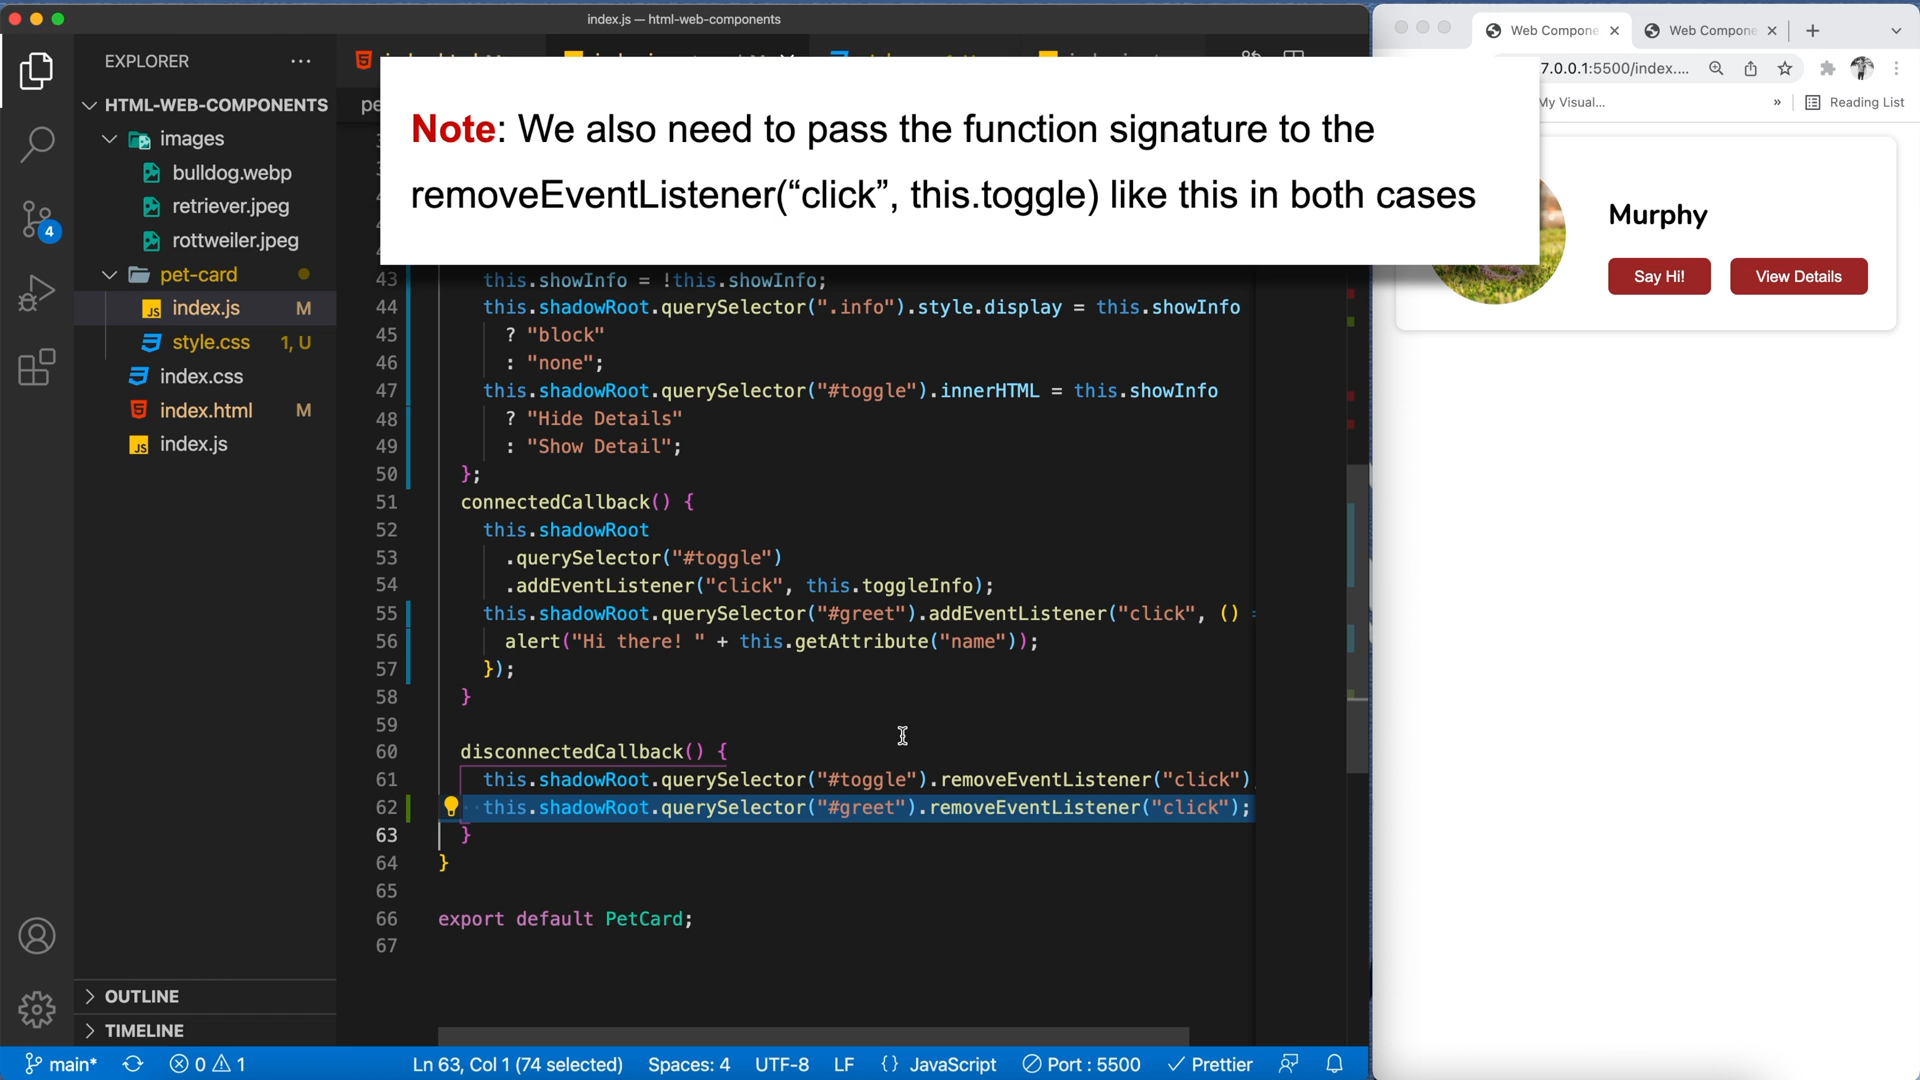 index.js — html-web-components
EXPLORER
HTML-WEB-COMPONENTS
images
bulldog.webp
retriever.jpeg
rottweiler.jpeg
pet-card
index.js M
style.css 1, U
index.css
index.html M
index.js
OUTLINE
TIMELINE
4
Note: We also need to pass the function signature to the
removeEventListener(“click”, this.toggle) like this in both cases
43 this.showInfo = !this.showInfo;
44 this.shadowRoot.querySelector(".info").style.display = this.showInfo
45 ? "block"
46 : "none";
47 this.shadowRoot.querySelector("#toggle").innerHTML = this.showInfo
48 ? "Hide Details"
49 : "Show Detail";
50 };
51 connectedCallback() {
52 this.shadowRoot
53 .querySelector("#toggle")
54 .addEventListener("click", this.toggleInfo);
55 this.shadowRoot.querySelector("#greet").addEventListener("click", () =
56 alert("Hi there! " + this.getAttribute("name"));
57 });
58 }
59
60 disconnectedCallback() {
61 this.shadowRoot.querySelector("#toggle").removeEventListener("click")
62 this.shadowRoot.querySelector("#greet").removeEventListener("click");
63 }
64 }
65
66 export default PetCard;
67
main* 0 1 Ln 63, Col 1 (74 selected) Spaces: 4 UTF-8 LF {} JavaScript Port : 5500 Prettier
Web Compone Web Compone
7.0.0.1:5500/index....
My Visual... » Reading List
Murphy
Say Hi! View Details